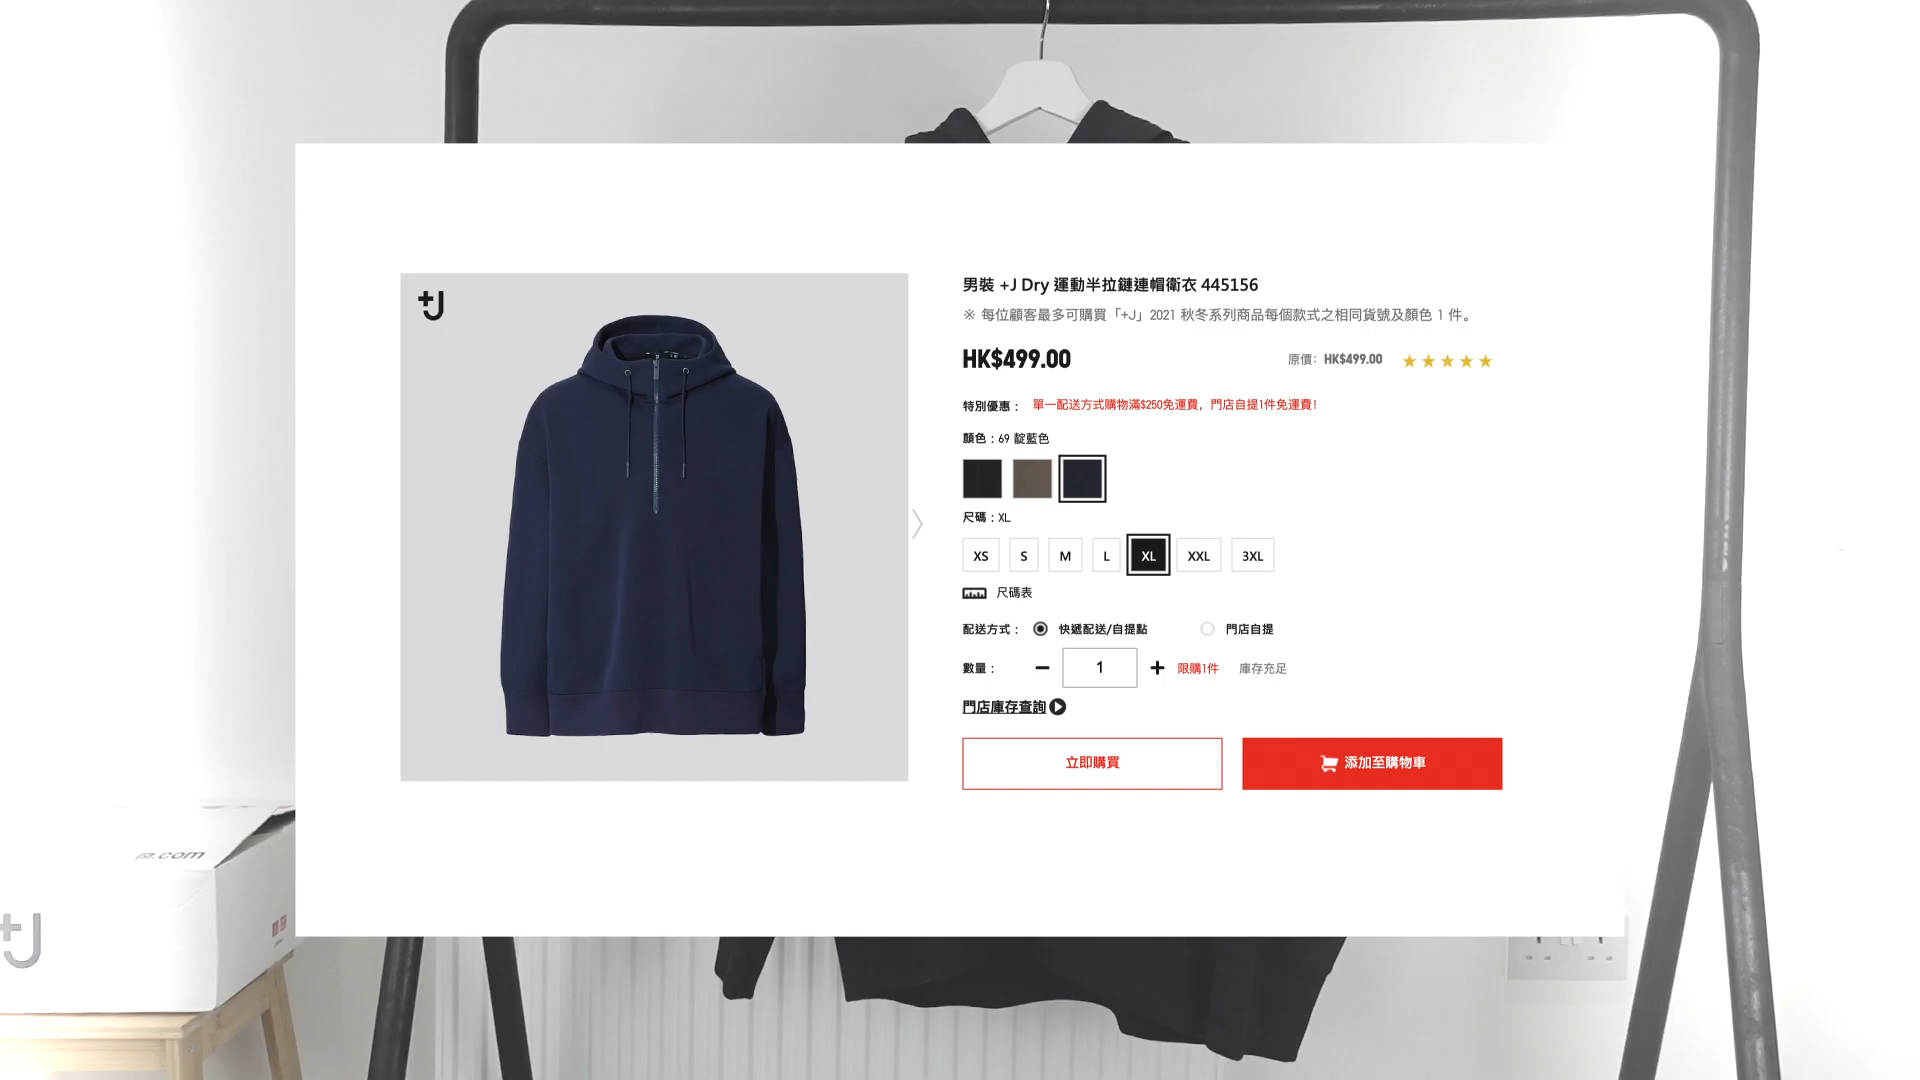 +J
男裝 +J Dry 運動半拉鏈連帽衛衣 445156
※ 每位顧客最多可購買「+J」2021 秋冬系列商品每個款式之相同貨號及顏色 1 件。
HK$499.00
原價: HK$499.00
特別優惠： 單一配送方式購物滿$250免運費，門店自提1件免運費！
顏色：69 靛藍色
尺碼：XL
XS S M L XL XXL 3XL
尺碼表
配送方式： 快遞配送/自提點 門店自提
數量： 1 限購1件 庫存充足
門店庫存查詢
立即購買 添加至購物車
.com
+J